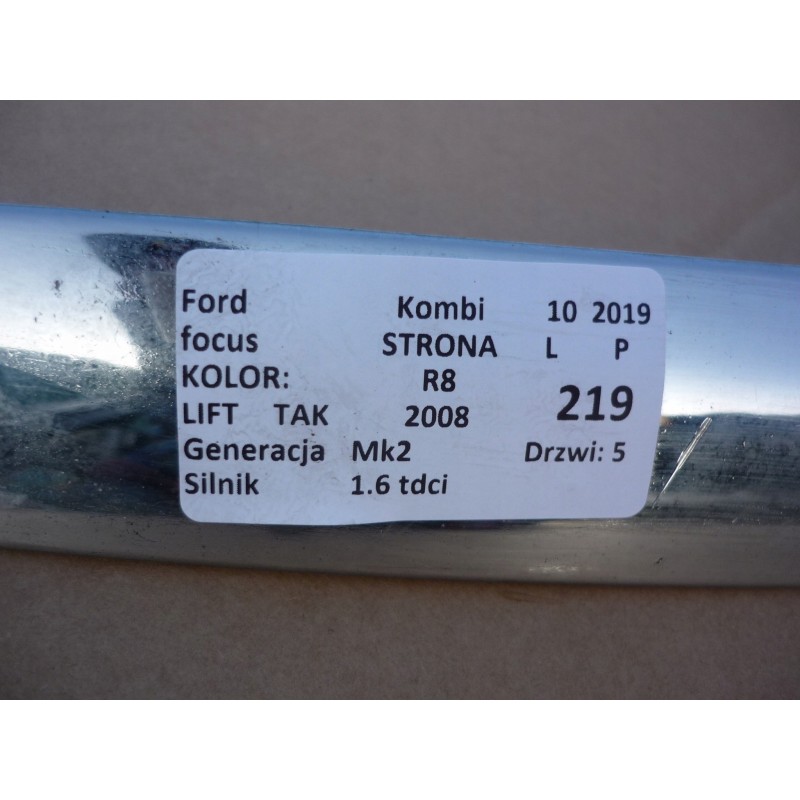 Ford Kombi 10 2019
focus STRONA L P
KOLOR: R8
LIFT TAK 2008 219
Generacja Mk2 Drzwi: 5
Silnik 1.6 tdci